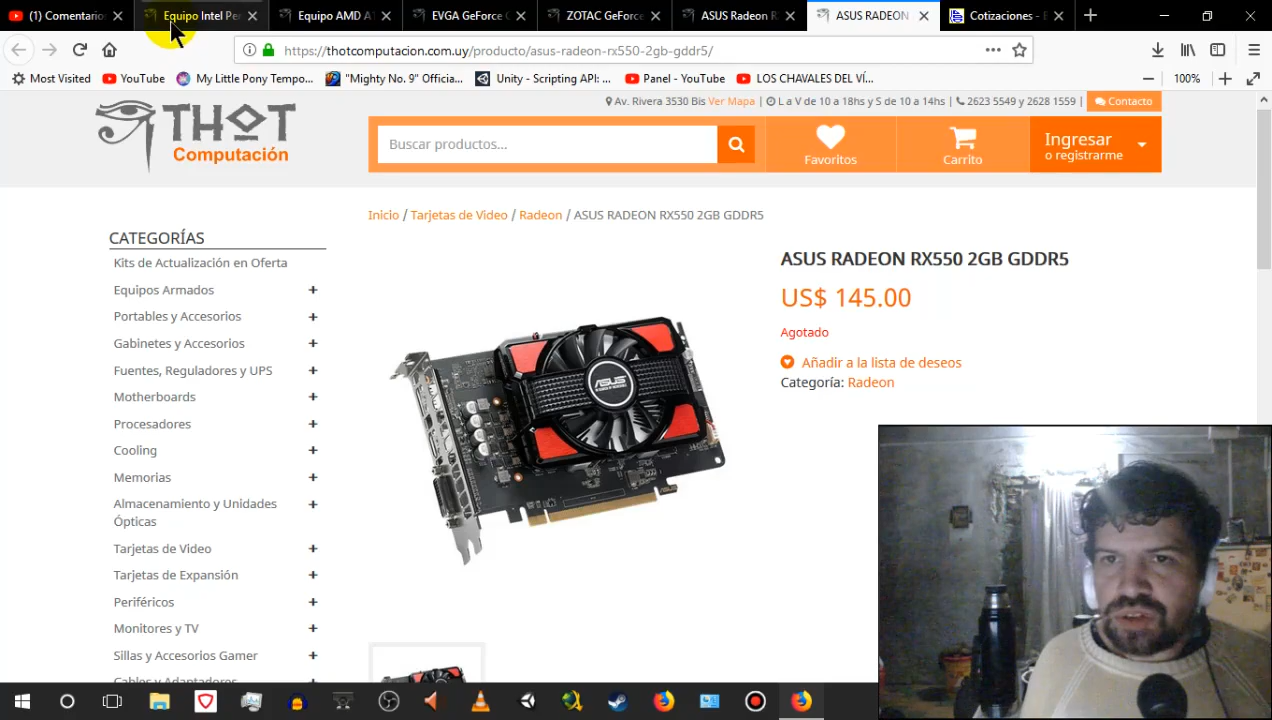 (1) Comentario
Equipo Intel Pe
Equipo AMD A
EVGA GeForce
ZOTAC GeForce
ASUS Radeon R
ASUS RADEON
Cotizaciones -
https://thotcomputacion.com.uy/producto/asus-radeon-rx550-2gb-gddr5/
Most Visited
YouTube
My Little Pony Tempo...
"Mighty No. 9" Officia...
Unity - Scripting API: ...
Panel - YouTube
LOS CHAVALES DEL VÍ...
100%
THOT
Computación
Av. Rivera 3530 Bis Ver Mapa | L a V de 10 a 18hs y S de 10 a 14hs | 2623 5549 y 2628 1559 | Contacto
Buscar productos...
Favoritos
Carrito
Ingresar
o registrarme
Inicio / Tarjetas de Video / Radeon / ASUS RADEON RX550 2GB GDDR5
CATEGORÍAS
Kits de Actualización en Oferta
Equipos Armados +
Portables y Accesorios +
Gabinetes y Accesorios +
Fuentes, Reguladores y UPS +
Motherboards +
Procesadores +
Cooling +
Memorias +
Almacenamiento y Unidades +
Ópticas
Tarjetas de Video +
Tarjetas de Expansión +
Periféricos +
Monitores y TV +
Sillas y Accesorios Gamer +
Cables y Adaptadores +
ASUS RADEON RX550 2GB GDDR5
US$ 145.00
Agotado
Añadir a la lista de deseos
Categoría: Radeon
ASUS